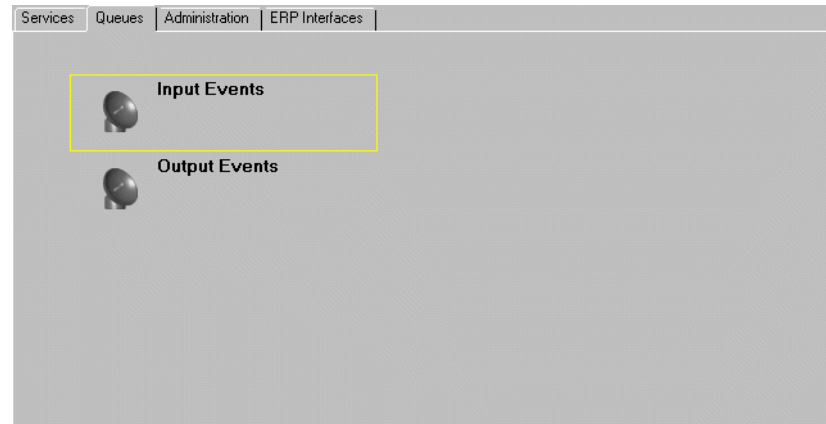 Services Queues Administration ERP Interfaces
Input Events
Output Events